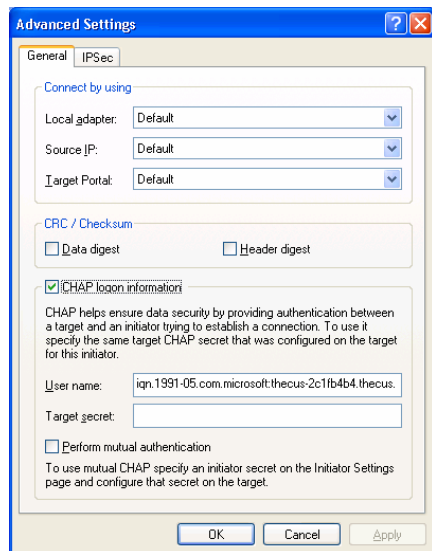 Advanced Settings
General IPSec
Connect by using
Local adapter: Default
Source IP: Default
Target Portal: Default
CRC / Checksum
Data digest Header digest
CHAP logon information
CHAP helps ensure data security by providing authentication between
a target and an initiator trying to establish a connection. To use it
specify the same target CHAP secret that was configured on the target
for this initiator.
User name: iqn.1991-05.com.microsoft:thecus-2c1fb4b4.thecus.
Target secret:
Perform mutual authentication
To use mutual CHAP specify an initiator secret on the Initiator Settings
page and configure that secret on the target.
OK Cancel Apply